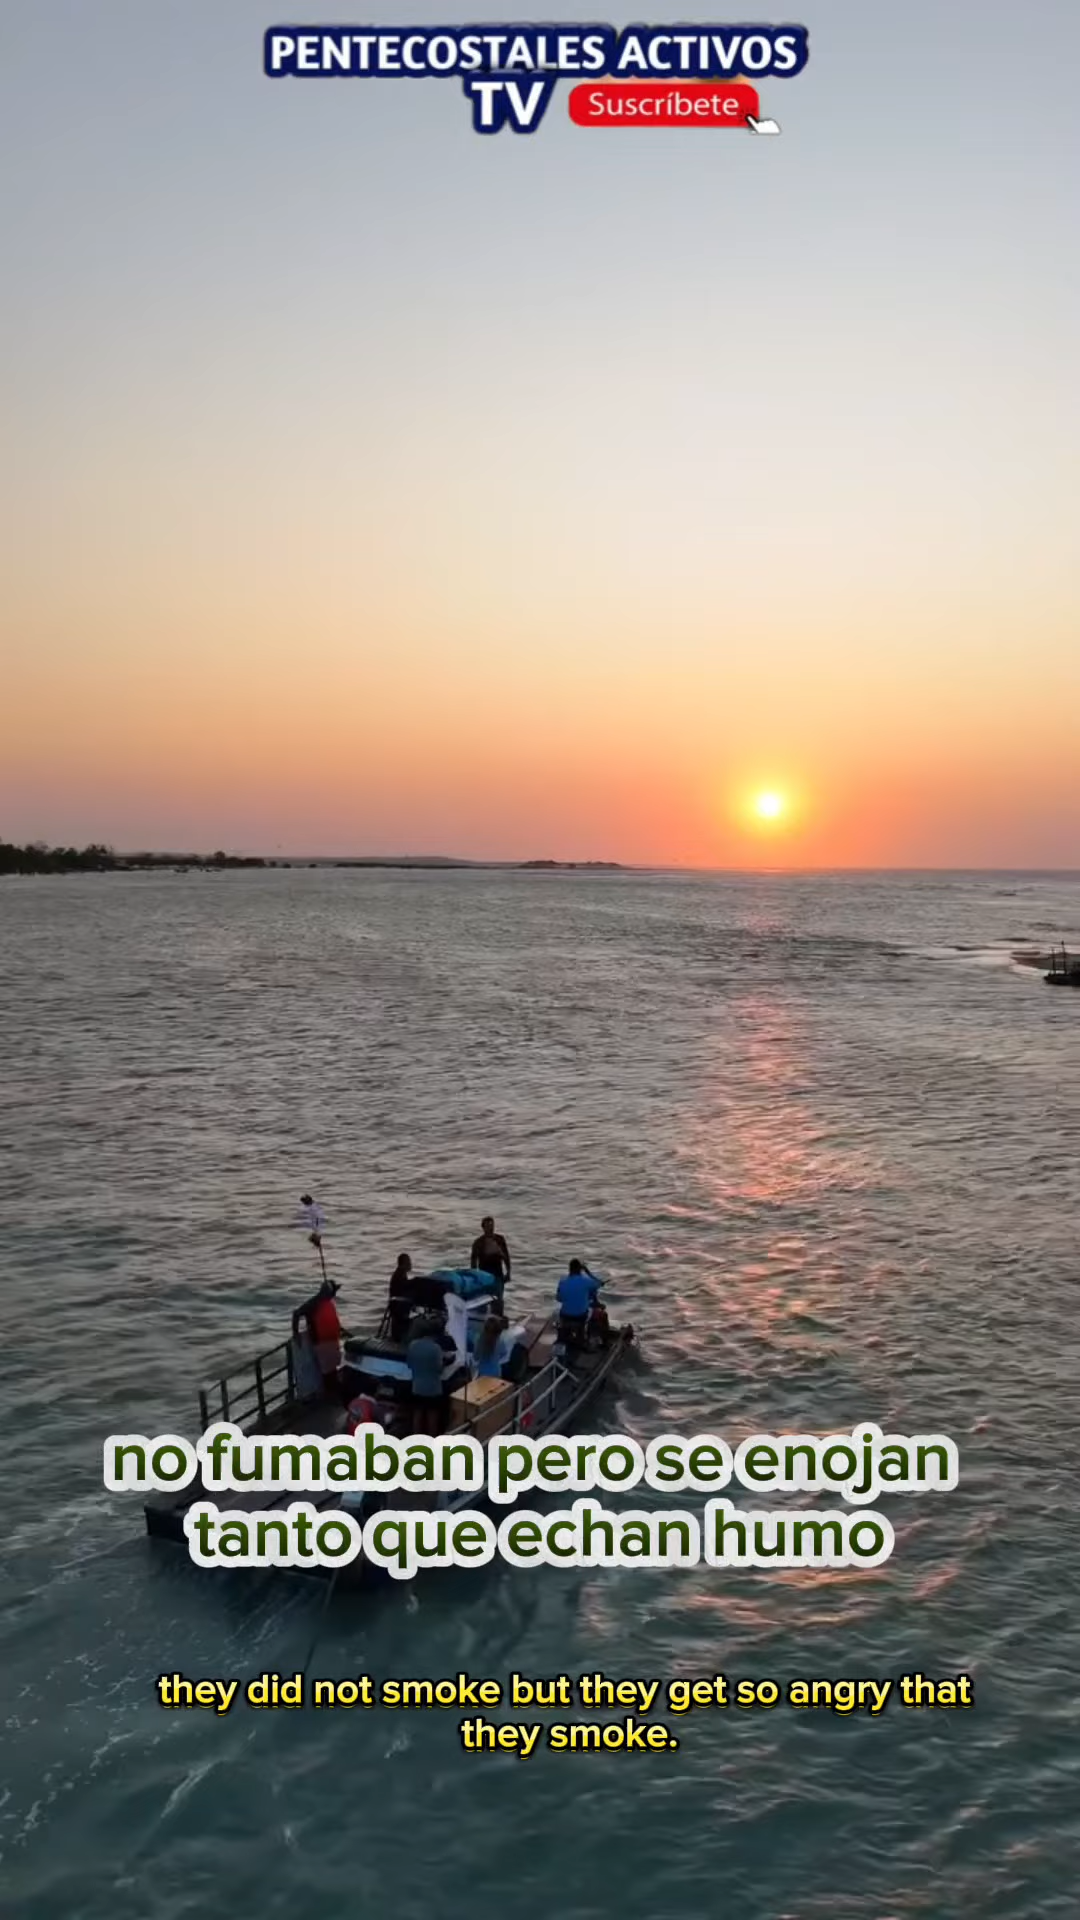 PENTECOSTALES ACTIVOS
TV Suscríbete
no fumaban pero se enojan
tanto que echan humo
they did not smoke but they get so angry that
they smoke.